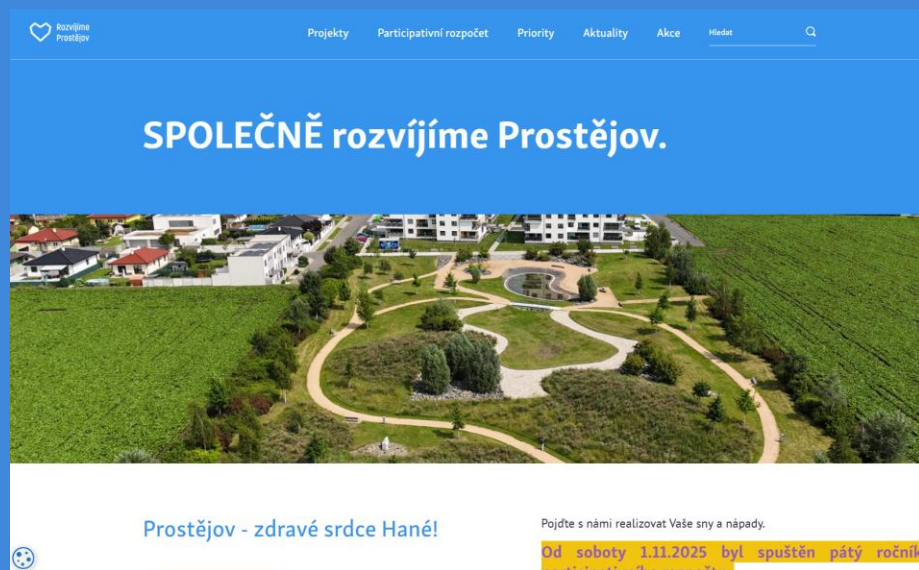 Rozvíjíme
Prostějov
Projekty Participativní rozpočet Priority Aktuality Akce Hledat
SPOLEČNĚ rozvíjíme Prostějov.
Prostějov - zdravé srdce Hané!
Pojďte s námi realizovat Vaše sny a nápady.
Od soboty 1.11.2025 byl spuštěn pátý ročník